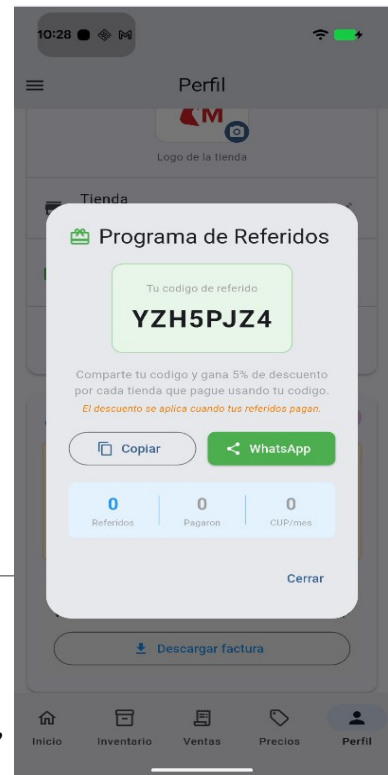 10:28
Perfil
M
Logo de la tienda
Tienda
Programa de Referidos
Tu codigo de referido
YZH5PJZ4
Comparte tu codigo y gana 5% de descuento
por cada tienda que pague usando tu codigo.
El descuento se aplica cuando tus referidos pagan.
Copiar
WhatsApp
0 0 0
Referidos Pagaron CUP/mes
Cerrar
Descargar factura
Inicio Inventario Ventas Precios Perfil